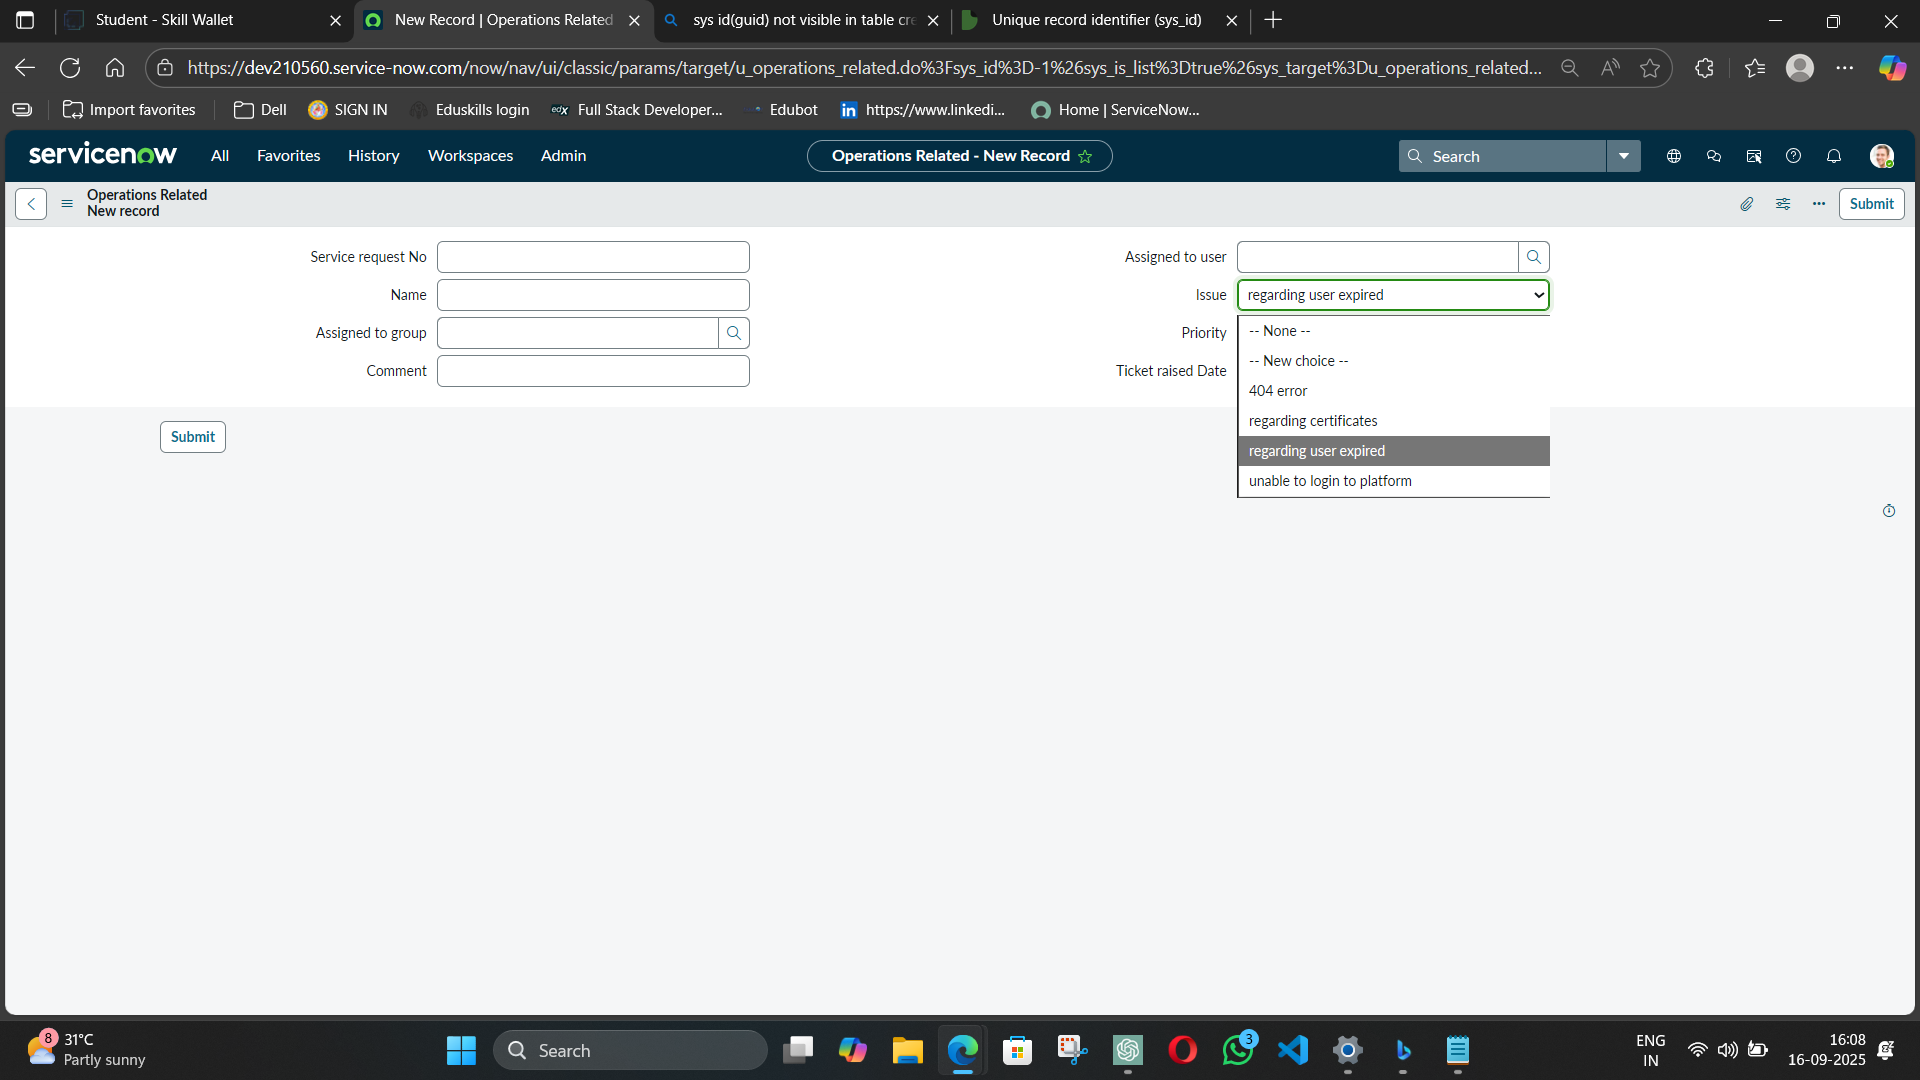 Student - Skill Wallet
New Record | Operations Related
sys id(guid) not visible in table cre
Unique record identifier (sys_id)
https://dev210560.service-now.com/now/nav/ui/classic/params/target/u_operations_related.do%3Fsys_id%3D-1%26sys_is_list%3Dtrue%26sys_target%3Du_operations_related...
Import favorites
Dell
SIGN IN
Eduskills login
edX Full Stack Developer...
Edubot
in https://www.linkedi...
Home | ServiceNow...
servicenow
All
Favorites
History
Workspaces
Admin
Operations Related - New Record
Search
Operations Related
New record
Submit
Service request No
Name
Assigned to group
Comment
Assigned to user
Issue
regarding user expired
Priority
Ticket raised Date
-- None --
-- New choice --
404 error
regarding certificates
regarding user expired
unable to login to platform
Submit
8
31°C
Partly sunny
Search
3
ENG
IN
16:08
16-09-2025